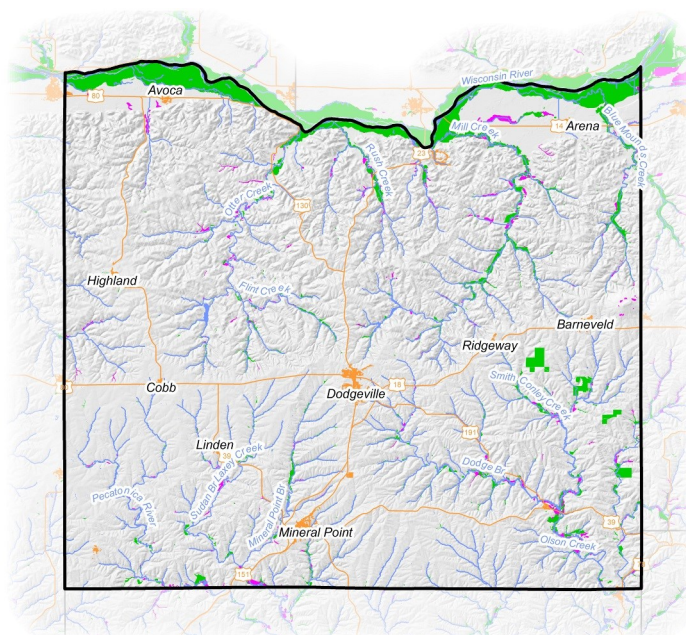 Wisconsin River
80
Avoca
Blue Mounds Creek
Mill Creek
14
Arena
23
Rush Creek
Otter Creek
130
Highland
Flint Creek
Barneveld
Ridgeway
Cobb
18
Dodgeville
Smith Conley Creek
191
Linden
39
Sudan Br Laxey Creek
Dodge Br
Pecatonica River
Mineral Point Br
39
Mineral Point
Olson Creek
151